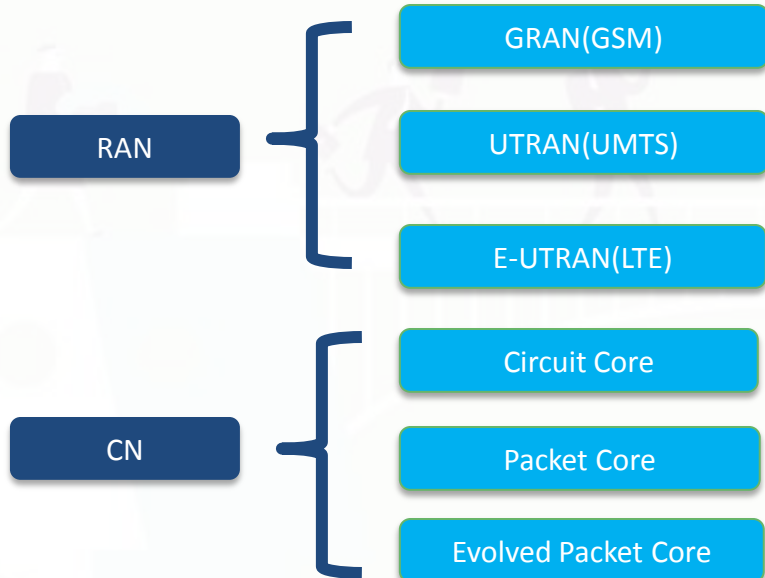 RAN
GRAN(GSM)
UTRAN(UMTS)
E-UTRAN(LTE)
CN
Circuit Core
Packet Core
Evolved Packet Core